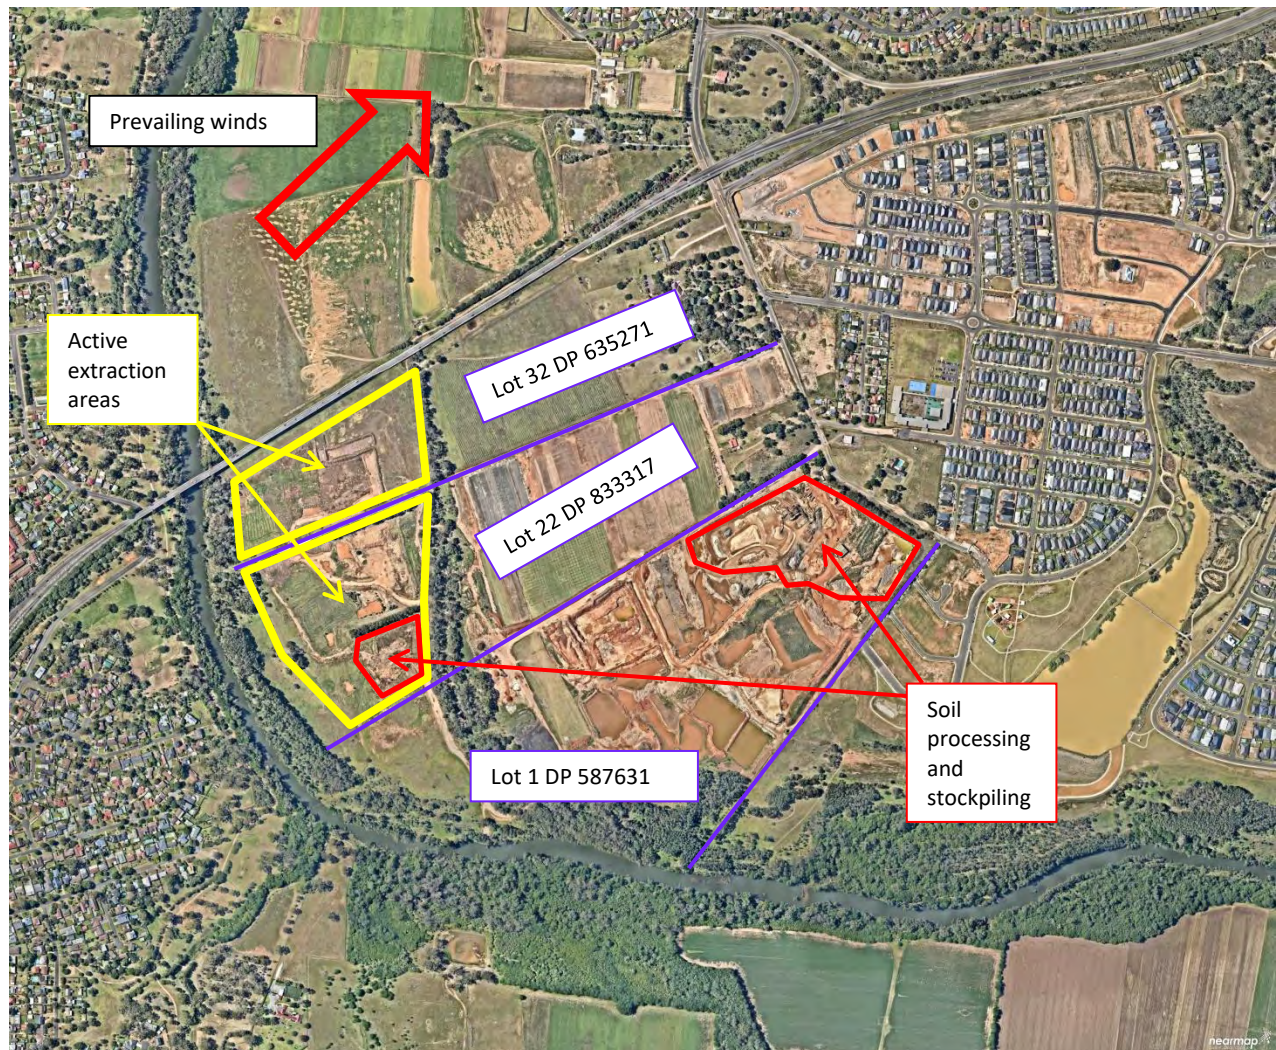 Prevailing winds
Active
extraction
areas
Lot 32 DP 635271
Lot 22 DP 833317
Lot 1 DP 587631
Soil
processing
and
stockpiling
nearmap